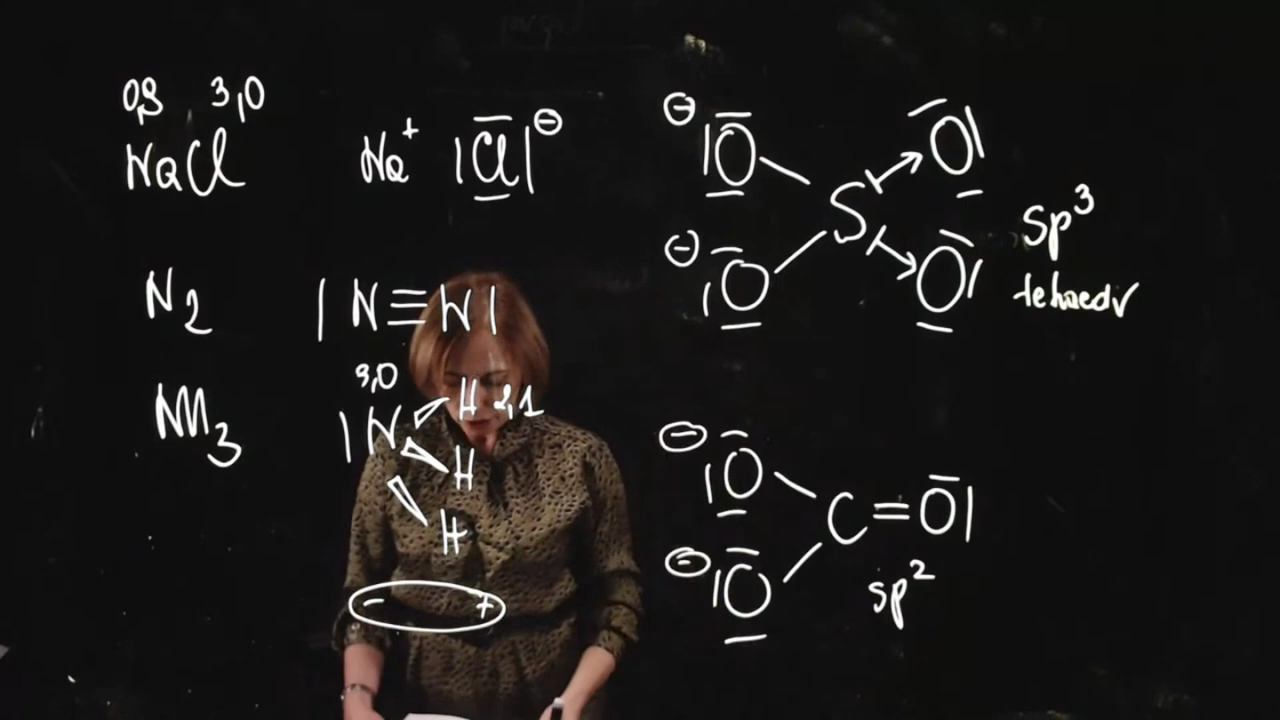 0,9 3,0
NaCl Na⁺ |Cl|⊖
N₂ |N≡N|
NH₃
3,0
|N H 2,1
H
H
- +
⊖ |O O|
S
⊖ |O O|
sp³
tetraedr
⊖ |O
C=O|
⊖ |O
sp²